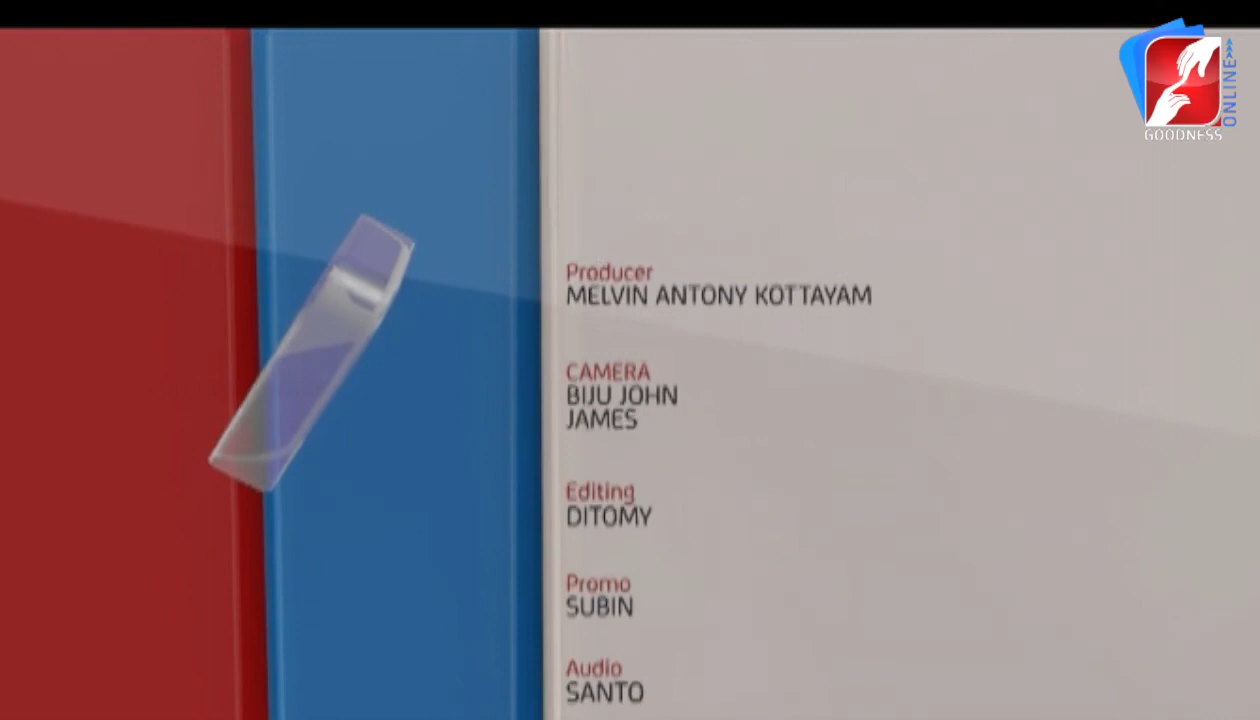 GOODNESS
ONLINE
Producer
MELVIN ANTONY KOTTAYAM
CAMERA
BIJU JOHN
JAMES
Editing
DITOMY
Promo
SUBIN
Audio
SANTO